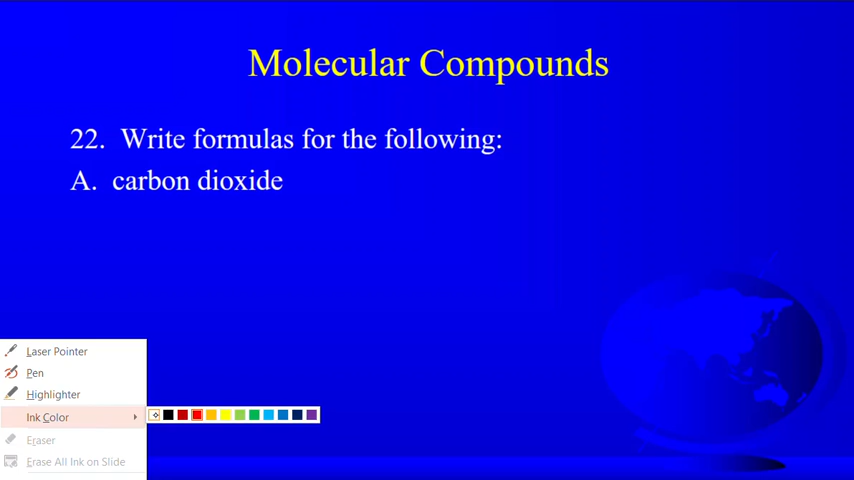 Molecular Compounds
22. Write formulas for the following:
A. carbon dioxide
Laser Pointer
Pen
Highlighter
Ink Color
Eraser
Erase All Ink on Slide